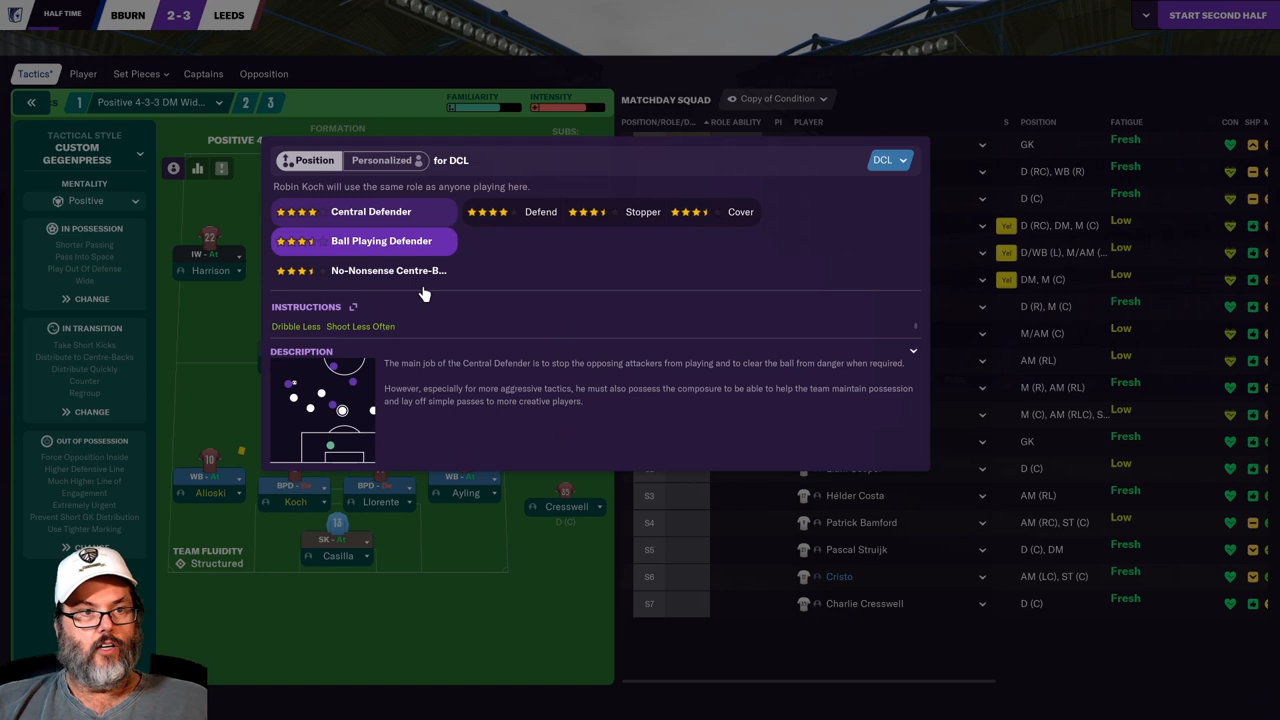 HALF TIME
BBURN
2-3
LEEDS
START SECOND HALF
Tactics*
Player
Set Pieces
Captains
Opposition
1
Positive 4-3-3 DM Wid...
2
3
FAMILIARITY
INTENSITY
MATCHDAY SQUAD
Copy of Condition
POSITION/ROLE/D...
ROLE ABILITY
PI
PLAYER
S
POSITION
FATIGUE
CON
SHP
TACTICAL STYLE
CUSTOM
GEGENPRESS
MENTALITY
Positive
IN POSSESSION
Shorter Passing
Pass Into Space
Play Out Of Defense
Wide
CHANGE
IN TRANSITION
Take Short Kicks
Distribute to Centre-Backs
Distribute Quickly
Counter
Regroup
CHANGE
OUT OF POSSESSION
Force Opposition Inside
Higher Defensive Line
Much Higher Line of
Engagement
Extremely Urgent
Prevent Short GK Distribution
Use Tighter Marking
FORMATION
POSITIVE 4
SUBS:
22
IW - At
Harrison
10
WB - At
Alioski
BPD - De
Koch
BPD - De
Llorente
WB - At
Ayling
13
SK - At
Casilla
35
Cresswell
D (C)
TEAM FLUIDITY
Structured
Position
Personalized
for DCL
DCL
Robin Koch will use the same role as anyone playing here.
Central Defender
Defend
Stopper
Cover
Ball Playing Defender
No-Nonsense Centre-B...
INSTRUCTIONS
Dribble Less Shoot Less Often
DESCRIPTION
The main job of the Central Defender is to stop the opposing attackers from playing and to clear the ball from danger when required.
However, especially for more aggressive tactics, he must also possess the composure to be able to help the team maintain possession
and lay off simple passes to more creative players.
GK Fresh
D (RC), WB (R) Fresh
D (C) Fresh
Yel D (RC), DM, M (C) Low
Yel D/WB (L), M/AM (... Low
Yel DM, M (C) Low
D (R), M (C) Fresh
M/AM (C) Low
AM (RL) Low
M (R), AM (RL) Fresh
M (C), AM (RLC), S... Low
GK Fresh
D (C) Low
S3 Hélder Costa AM (RL) Fresh
S4 Patrick Bamford AM (RC), ST (C) Low
S5 Pascal Struijk D (C), DM Fresh
S6 Cristo AM (LC), ST (C) Fresh
S7 Charlie Cresswell D (C) Fresh